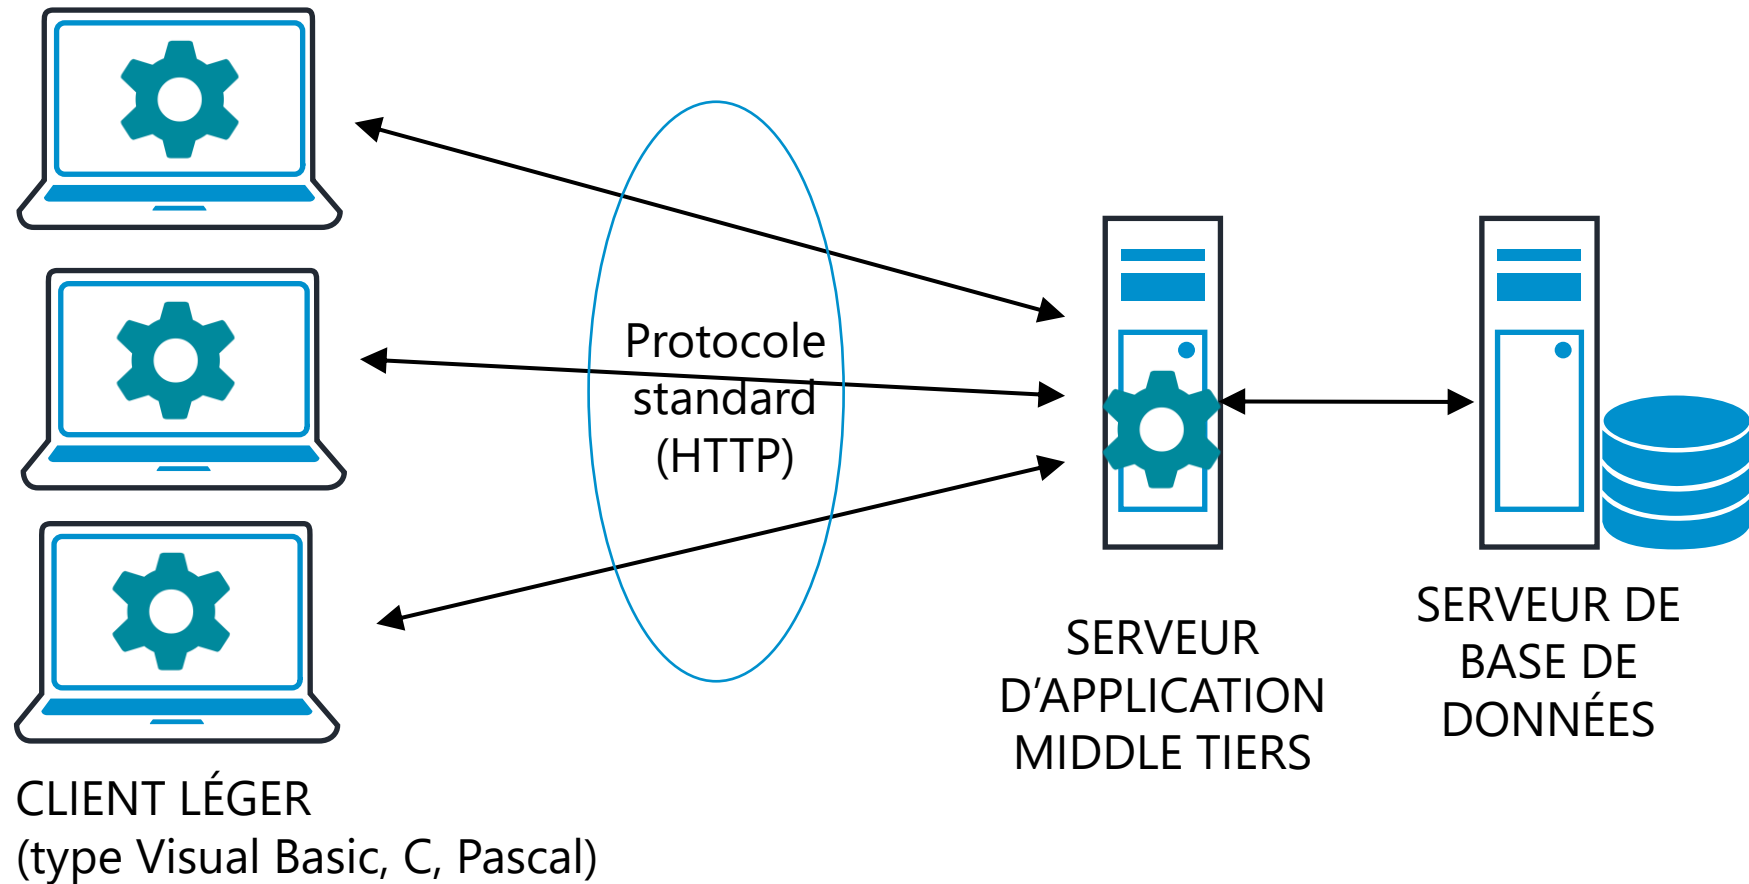 Protocole
standard
(HTTP)
SERVEUR
D’APPLICATION
MIDDLE TIERS
SERVEUR DE
BASE DE
DONNÉES
CLIENT LÉGER
(type Visual Basic, C, Pascal)